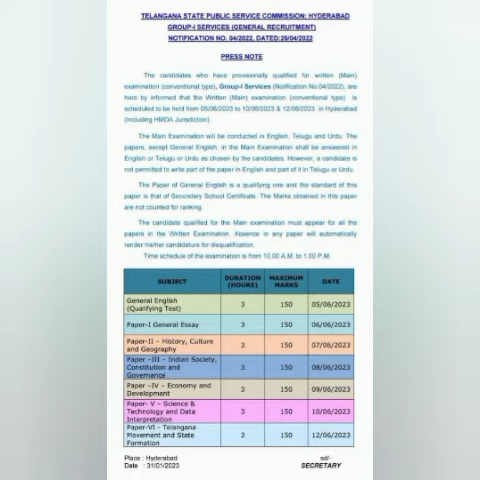 TELANGANA STATE PUBLIC SERVICE COMMISSION: HYDERABAD
GROUP-I SERVICES (GENERAL RECRUITMENT)
NOTIFICATION NO. 04/2022, DATED:26/04/2022
PRESS NOTE
The candidates who have provisionally qualified for written (Main)
examination (conventional type), Group-I Services (Notification No.04/2022), are
here by informed that the Written (Main) examination (conventional type) is
scheduled to be held from 05/06/2023 to 10/06/2023 & 12/06/2023 in Hyderabad
(including HMDA Jurisdiction).
The Main Examination will be conducted in English, Telugu and Urdu. The
papers, except General English, in the Main Examination shall be answered in
English or Telugu or Urdu as chosen by the candidates. However, a candidate is
not permitted to write part of the paper in English and part of it in Telugu or Urdu.
The Paper of General English is a qualifying one and the standard of this
paper is that of Secondary School Certificate. The Marks obtained in this paper
are not counted for ranking.
The candidate qualified for the Main examination must appear for all
the papers in the Written Examination. Absence in any paper will automatically
render his/her candidature for disqualification.
Time schedule of the examination is from 10.00 A.M. to 1.00 P.M.
SUBJECT DURATION (HOURS) MAXIMUM MARKS DATE
General English
(Qualifying Test) 3 150 05/06/2023
Paper-I General Essay 3 150 06/06/2023
Paper-II – History, Culture
and Geography 3 150 07/06/2023
Paper –III – Indian Society,
Constitution and
Governance 3 150 08/06/2023
Paper –IV – Economy and
Development 3 150 09/06/2023
Paper- V – Science &
Technology and Data
Interpretation 3 150 10/06/2023
Paper-VI - Telangana
Movement and State
Formation 3 150 12/06/2023
Place : Hyderabad sd/-
Date : 31/01/2023 SECRETARY